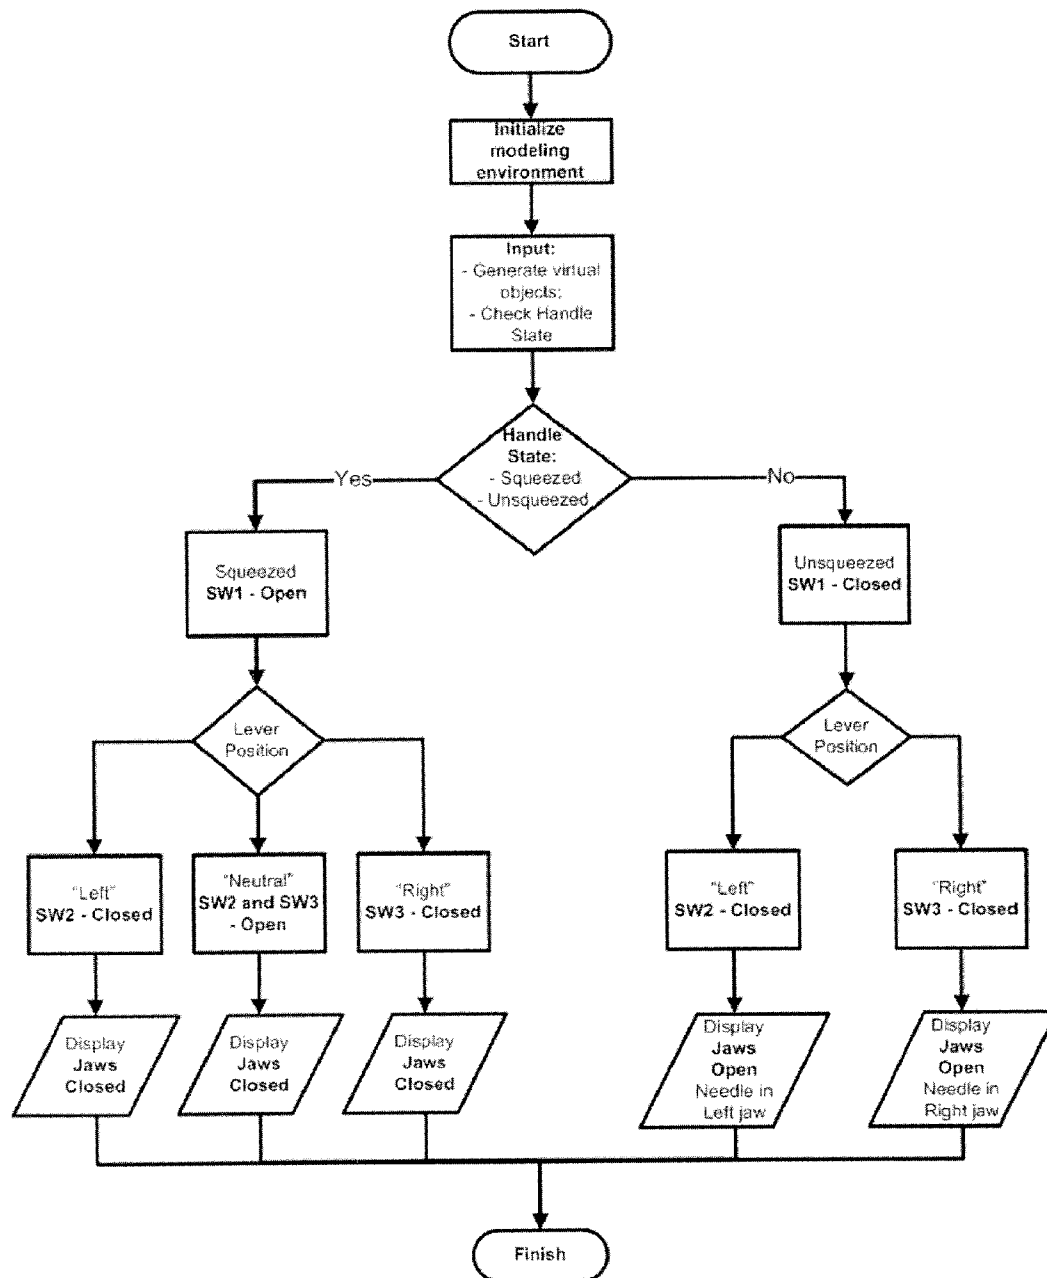 Start
Initialize
modeling
environment
Input:
- Generate virtual
objects;
- Check Handle
State
Handle
State:
- Squeezed
- Unsqueezed
Yes
No
Squeezed
SW1 - Open
Unsqueezed
SW1 - Closed
Lever
Position
Lever
Position
"Left"
SW2 - Closed
"Neutral"
SW2 and SW3
- Open
"Right"
SW3 - Closed
"Left"
SW2 - Closed
"Right"
SW3 - Closed
Display
Jaws
Closed
Display
Jaws
Closed
Display
Jaws
Closed
Display
Jaws
Open
Needle in
Left jaw
Display
Jaws
Open
Needle in
Right jaw
Finish